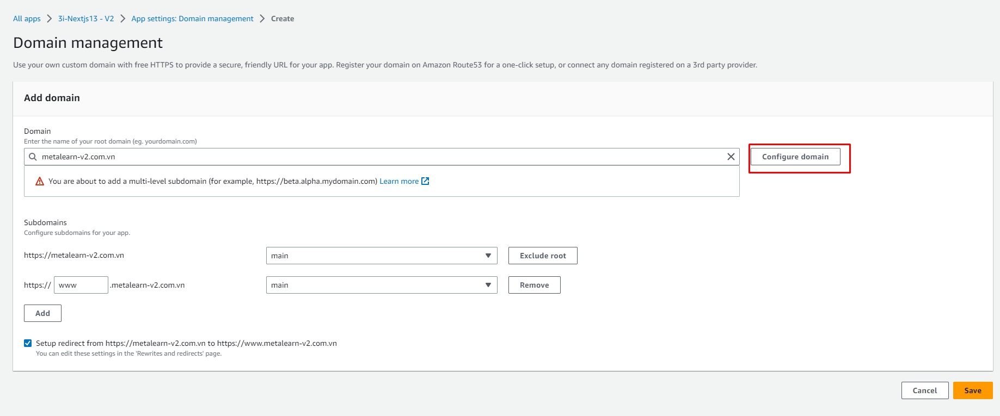 All apps > 3i-Nextjs13 - V2 > App settings: Domain management > Create
Domain management
Use your own custom domain with free HTTPS to provide a secure, friendly URL for your app. Register your domain on Amazon Route53 for a one-click setup, or connect any domain registered on a 3rd party provider.
Add domain
Domain
Enter the name of your root domain (eg. yourdomain.com)
metalearn-v2.com.vn
Configure domain
You are about to add a multi-level subdomain (for example, https://beta.alpha.mydomain.com) Learn more
Subdomains
Configure subdomains for your app.
https://metalearn-v2.com.vn main Exclude root
https:// www .metalearn-v2.com.vn main Remove
Add
Setup redirect from https://metalearn-v2.com.vn to https://www.metalearn-v2.com.vn
You can edit these settings in the 'Rewrites and redirects' page.
Cancel Save